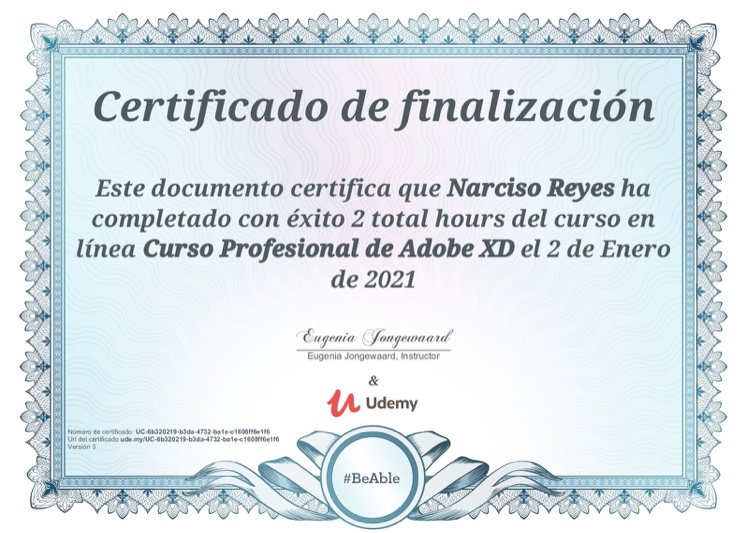 Certificado de finalización
Este documento certifica que Narciso Reyes ha
completado con éxito 2 total hours del curso en
línea Curso Profesional de Adobe XD el 2 de Enero
de 2021
Eugenia Jongewaard
Eugenia Jongewaard, Instructor
&
Udemy
Número de certificado: UC-6b320219-b3da-4732-ba1e-c1608ff6e1f6
Url del certificado ude.my/UC-6b320219-b3da-4732-ba1e-c1608ff6e1f6
Versión 3
#BeAble